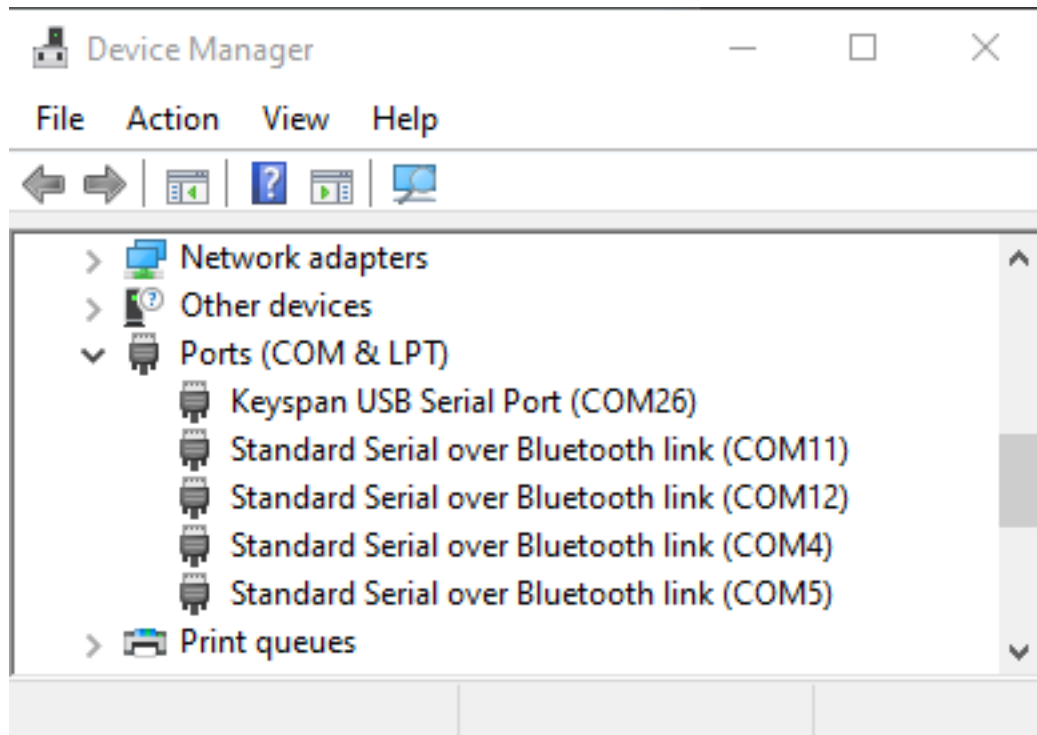 Device Manager
File Action View Help
Network adapters
Other devices
Ports (COM & LPT)
Keyspan USB Serial Port (COM26)
Standard Serial over Bluetooth link (COM11)
Standard Serial over Bluetooth link (COM12)
Standard Serial over Bluetooth link (COM4)
Standard Serial over Bluetooth link (COM5)
Print queues